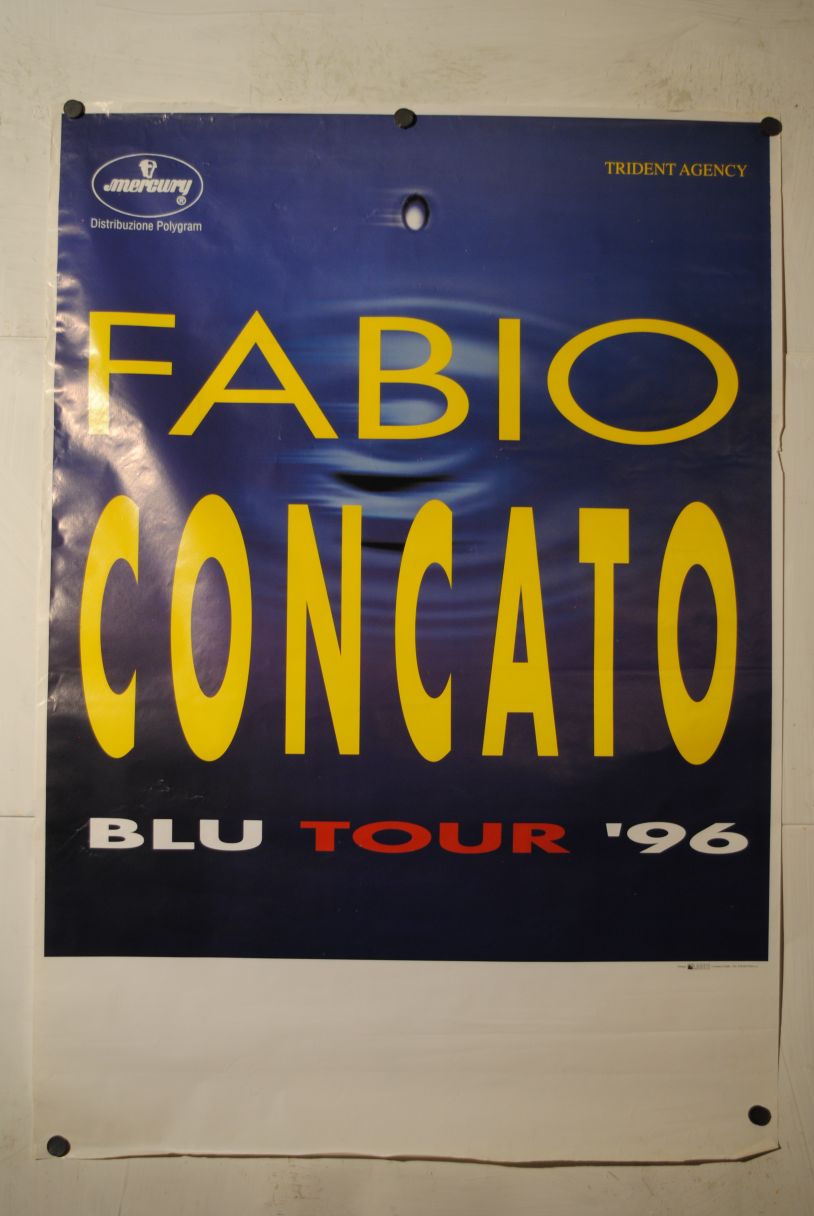 mercury ®
Distribuzione Polygram
TRIDENT AGENCY
FABIO
CONCATO
BLU TOUR '96